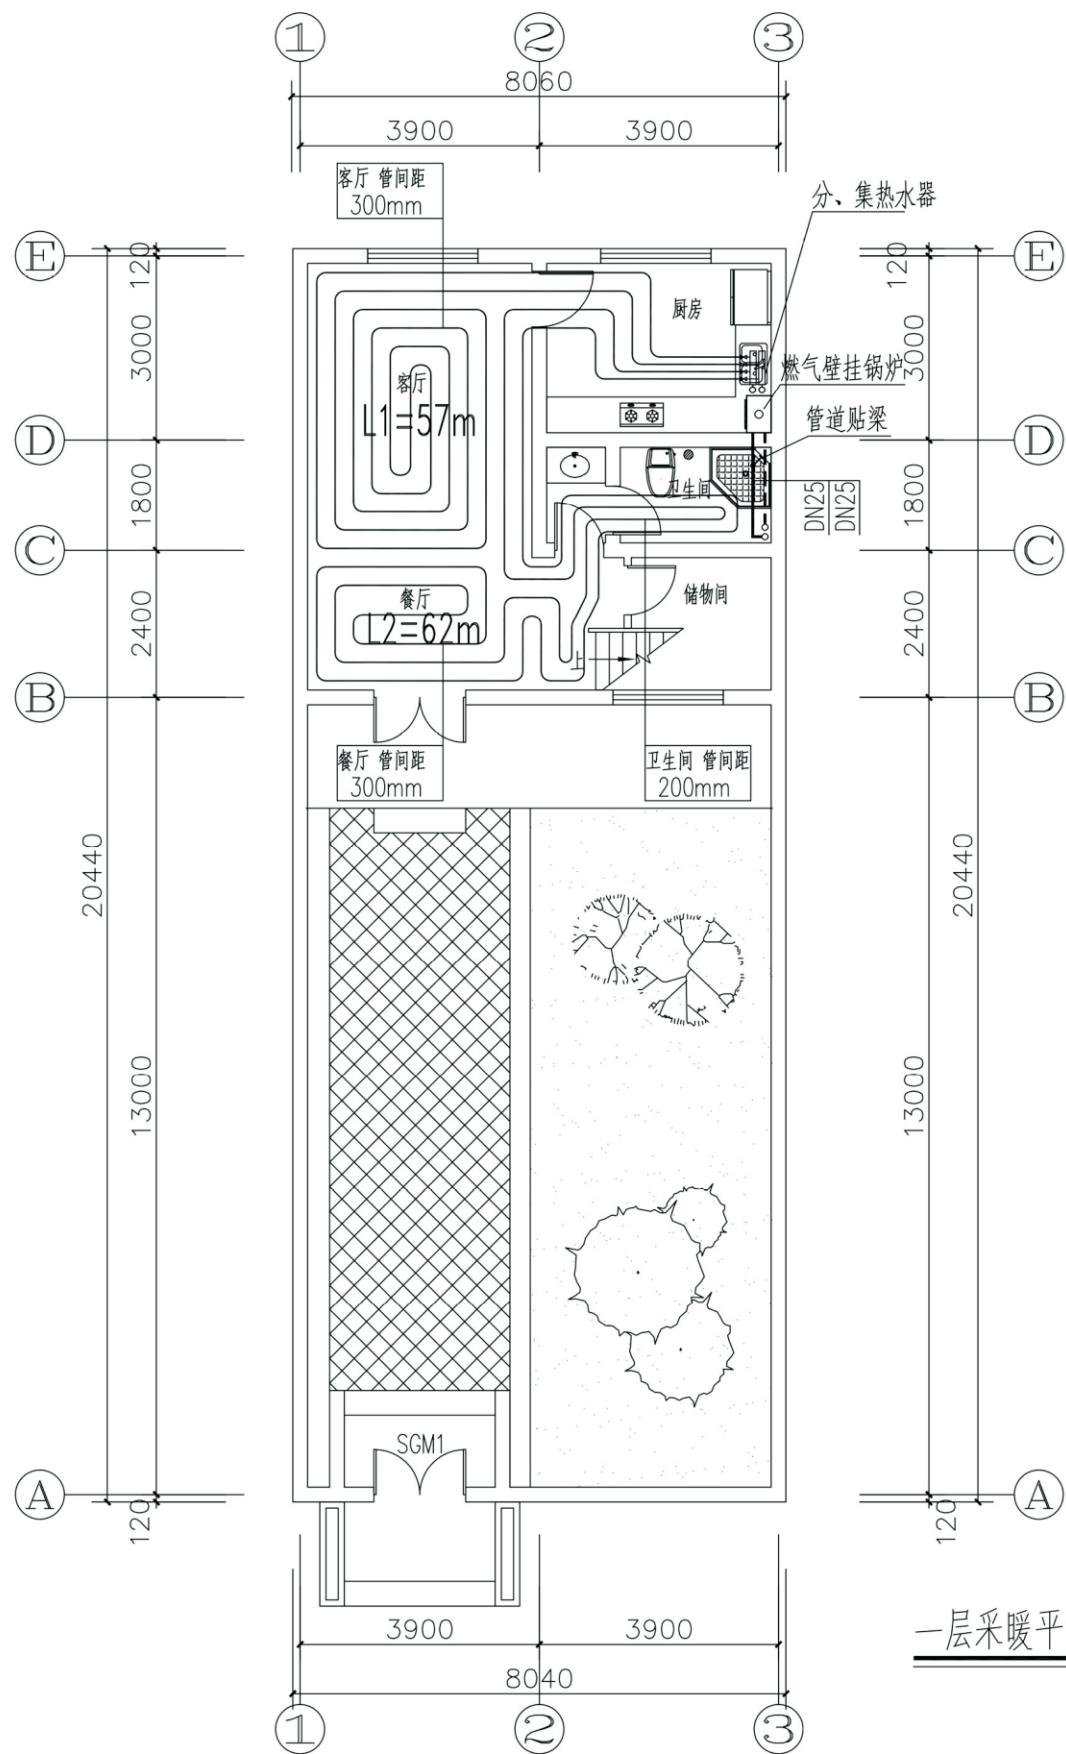 1
2
3
8060
3900
3900
客厅 管间距
300mm
分、集热水器
E
120
120
E
厨房
3000
燃气壁挂锅炉
3000
客厅
L1=57m
管道贴梁
D
D
1800
卫生间
DN25
DN25
1800
C
C
2400
餐厅
储物间
2400
L2=62m
上
B
B
餐厅 管间距
300mm
卫生间 管间距
200mm
20440
20440
13000
13000
SGM1
A
A
120
120
一层采暖平
3900
3900
8040
1
2
3